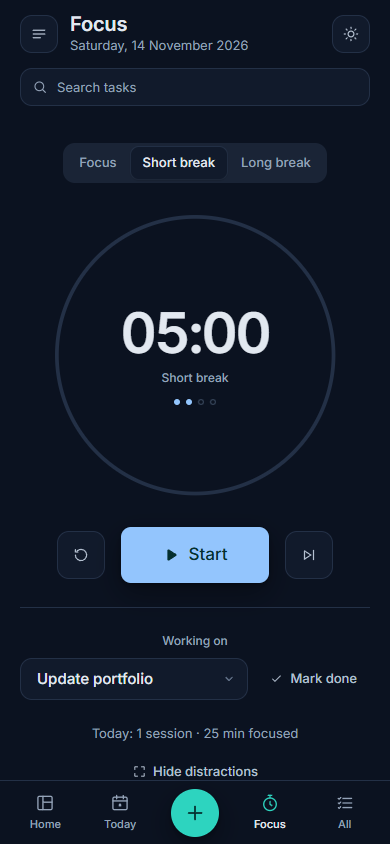 Focus
Saturday, 14 November 2026
Search tasks
Focus Short break Long break
05:00
Short break
Start
Working on
Update portfolio Mark done
Today: 1 session · 25 min focused
Hide distractions
Home Today Focus All